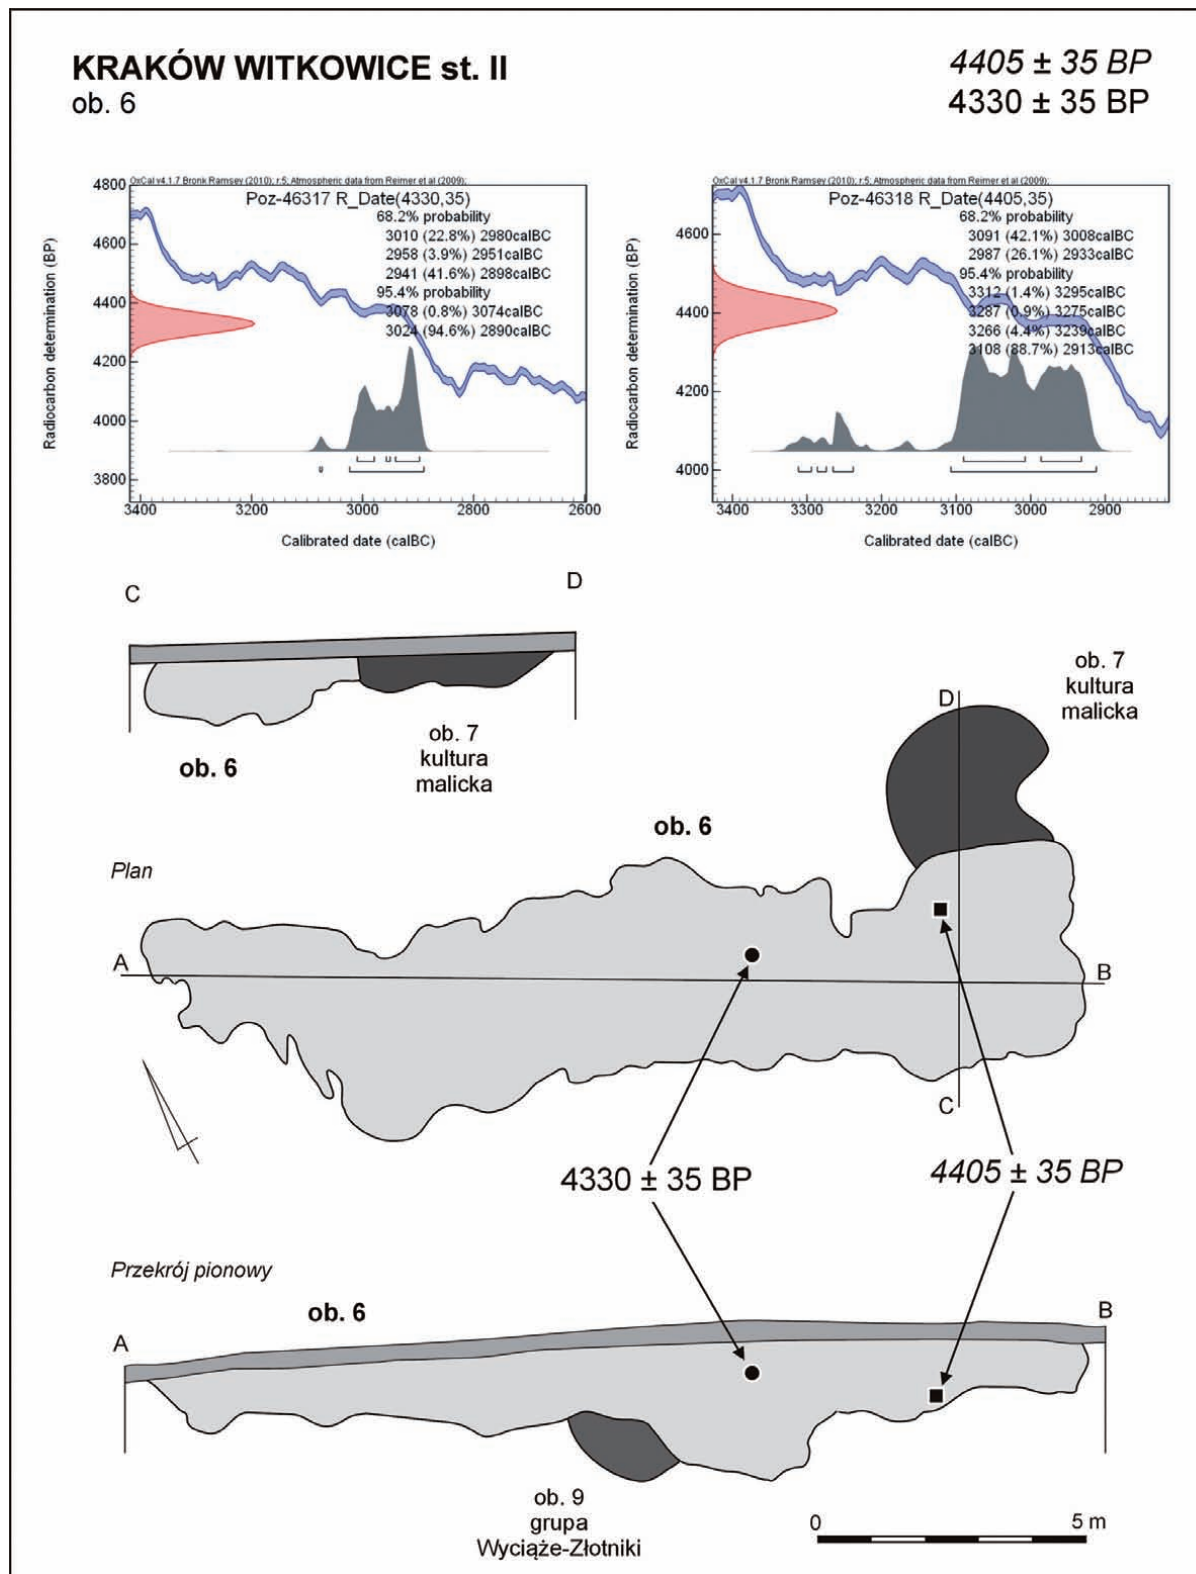 KRAKÓW WITKOWICE st. II
ob. 6
4405 ± 35 BP
4330 ± 35 BP
OxCal v4.1.7 Bronk Ramsey (2010); r:5; Atmospheric data from Reimer et al (2009);
Poz-46317 R_Date(4330,35)
68.2% probability
3010 (22.8%) 2980calBC
2958 (3.9%) 2951calBC
2941 (41.6%) 2898calBC
95.4% probability
3078 (0.8%) 3074calBC
3024 (94.6%) 2890calBC
Radiocarbon determination (BP)
4800
4600
4400
4200
4000
3800
3400 3200 3000 2800 2600
Calibrated date (calBC)
OxCal v4.1.7 Bronk Ramsey (2010); r:5; Atmospheric data from Reimer et al (2009);
Poz-46318 R_Date(4405,35)
68.2% probability
3091 (42.1%) 3008calBC
2987 (26.1%) 2933calBC
95.4% probability
3312 (1.4%) 3295calBC
3287 (0.9%) 3275calBC
3266 (4.4%) 3239calBC
3108 (88.7%) 2913calBC
Radiocarbon determination (BP)
4600
4400
4200
4000
3400 3300 3200 3100 3000 2900
Calibrated date (calBC)
C D
ob. 6
ob. 7
kultura
malicka
ob. 7
kultura
malicka
D
ob. 6
Plan
A B
C
4330 ± 35 BP
4405 ± 35 BP
Przekrój pionowy
ob. 6
A B
ob. 9
grupa
Wyciąże-Złotniki
0 5 m